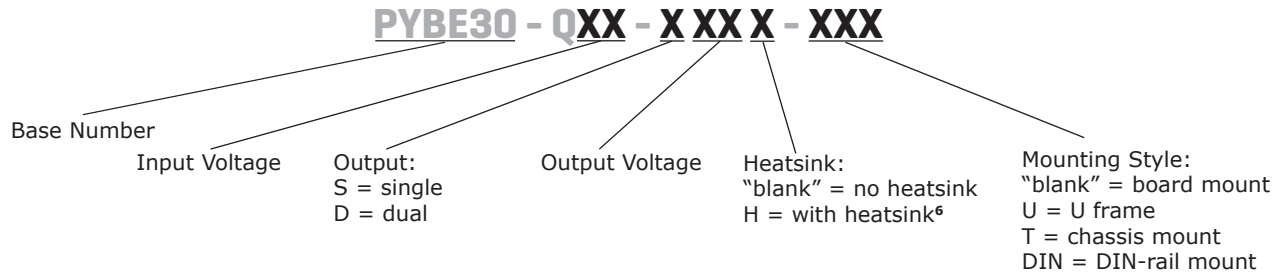 PYBE30 - QXX - X XX X - XXX
Base Number
Input Voltage
Output:
S = single
D = dual
Output Voltage
Heatsink:
"blank" = no heatsink
H = with heatsink⁶
Mounting Style:
"blank" = board mount
U = U frame
T = chassis mount
DIN = DIN-rail mount